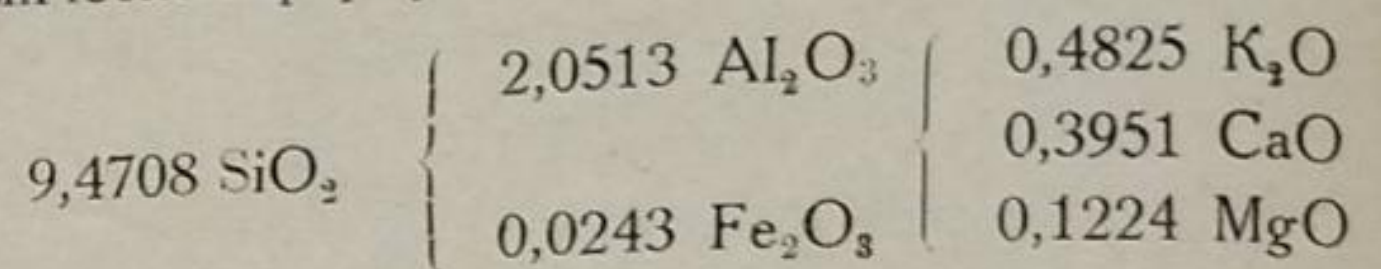 2,0513 Al₂O₃ 0,4825 K₂O
9,4708 SiO₂ 0,3951 CaO
0,0243 Fe₂O₃ 0,1224 MgO